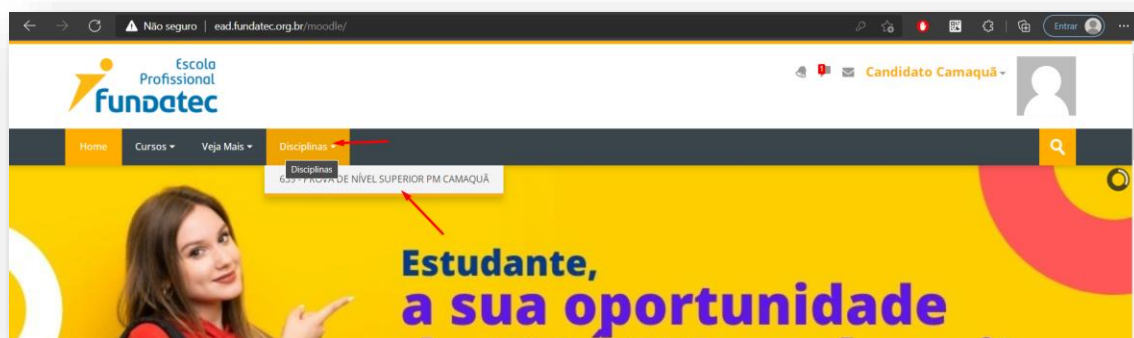 Não seguro | ead.fundatec.org.br/moodle/
Entrar
Escola
Profissional
Fundatec
1
Candidato Camaquã
Home Cursos Veja Mais Disciplinas
Disciplinas
PROVA DE NÍVEL SUPERIOR PM CAMAQUÃ
Estudante,
a sua oportunidade